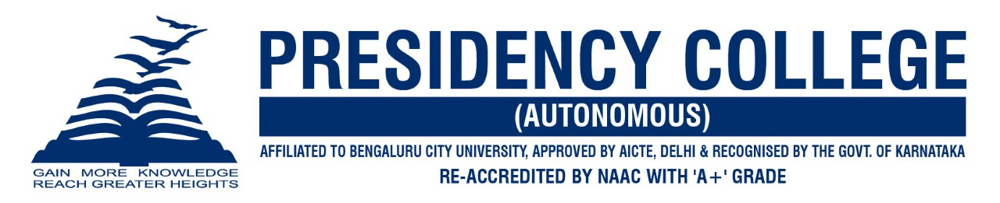 PRESIDENCY COLLEGE
(AUTONOMOUS)
AFFILIATED TO BENGALURU CITY UNIVERSITY, APPROVED BY AICTE, DELHI & RECOGNISED BY THE GOVT. OF KARNATAKA
RE-ACCREDITED BY NAAC WITH 'A+' GRADE
GAIN MORE KNOWLEDGE
REACH GREATER HEIGHTS